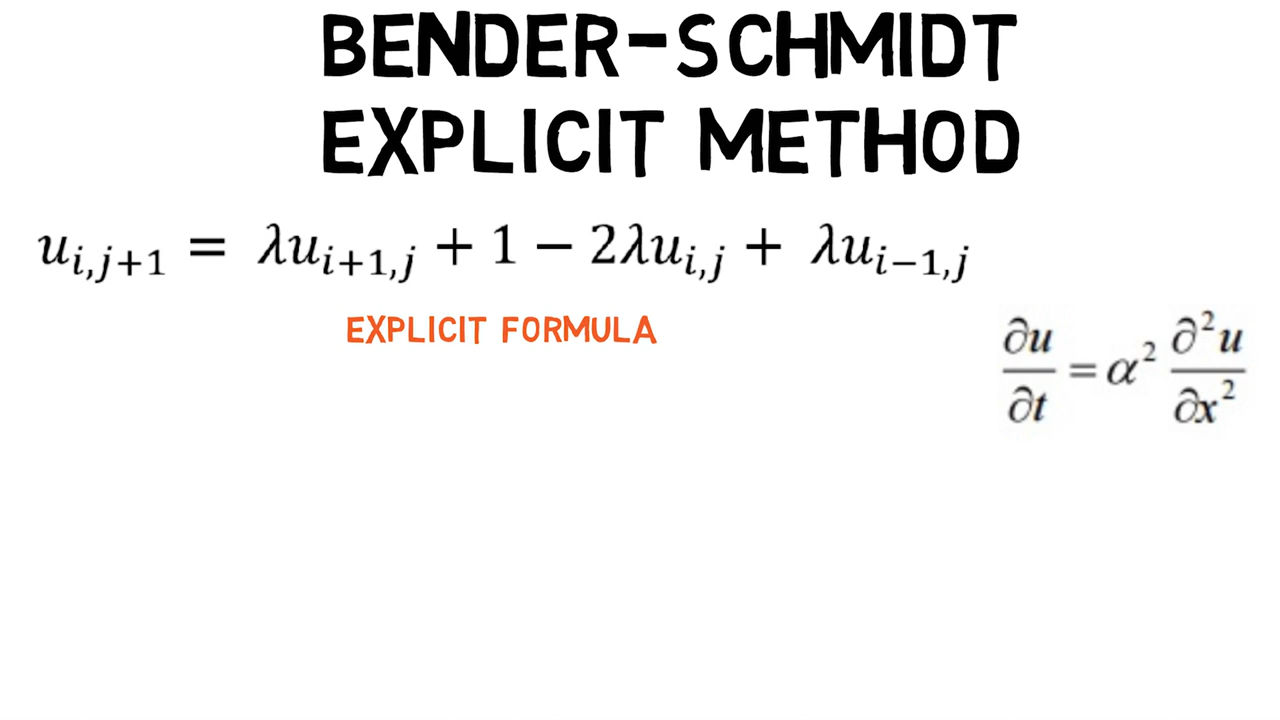 BENDER-SCHMIDT
EXPLICIT METHOD
u_{i,j+1} = λu_{i+1,j} + 1 − 2λu_{i,j} + λu_{i−1,j}
EXPLICIT FORMULA
∂u/∂t = α² ∂²u/∂x²